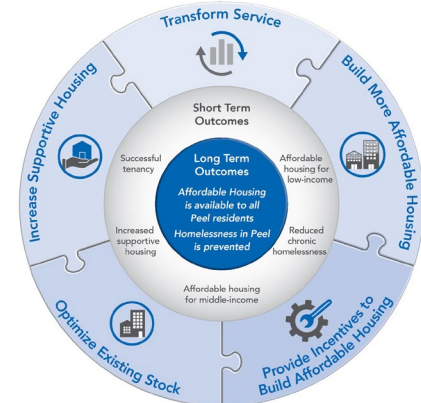 Transform Service
Build More Affordable Housing
Provide Incentives to
Build Affordable Housing
Optimize Existing Stock
Increase Supportive Housing
Short Term
Outcomes
Successful
tenancy
Affordable
housing for
low-income
Increased
supportive
housing
Reduced
chronic
homelessness
Affordable housing
for middle-income
Long Term
Outcomes
Affordable Housing
is available to all
Peel residents
Homelessness in Peel
is prevented